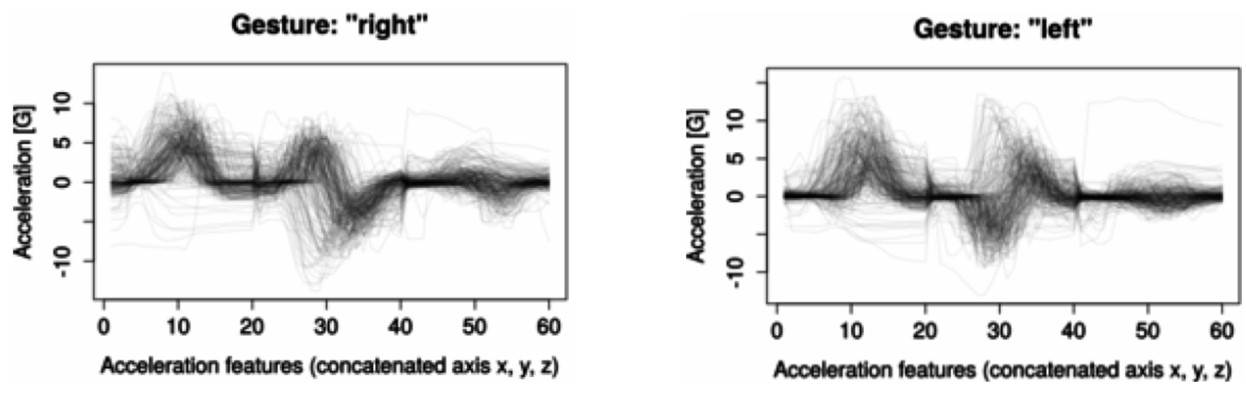 Gesture: "right"
Acceleration [G]
10
5
0
-10
0 10 20 30 40 50 60
Acceleration features (concatenated axis x, y, z)
Gesture: "left"
Acceleration [G]
10
5
0
-10
0 10 20 30 40 50 60
Acceleration features (concatenated axis x, y, z)